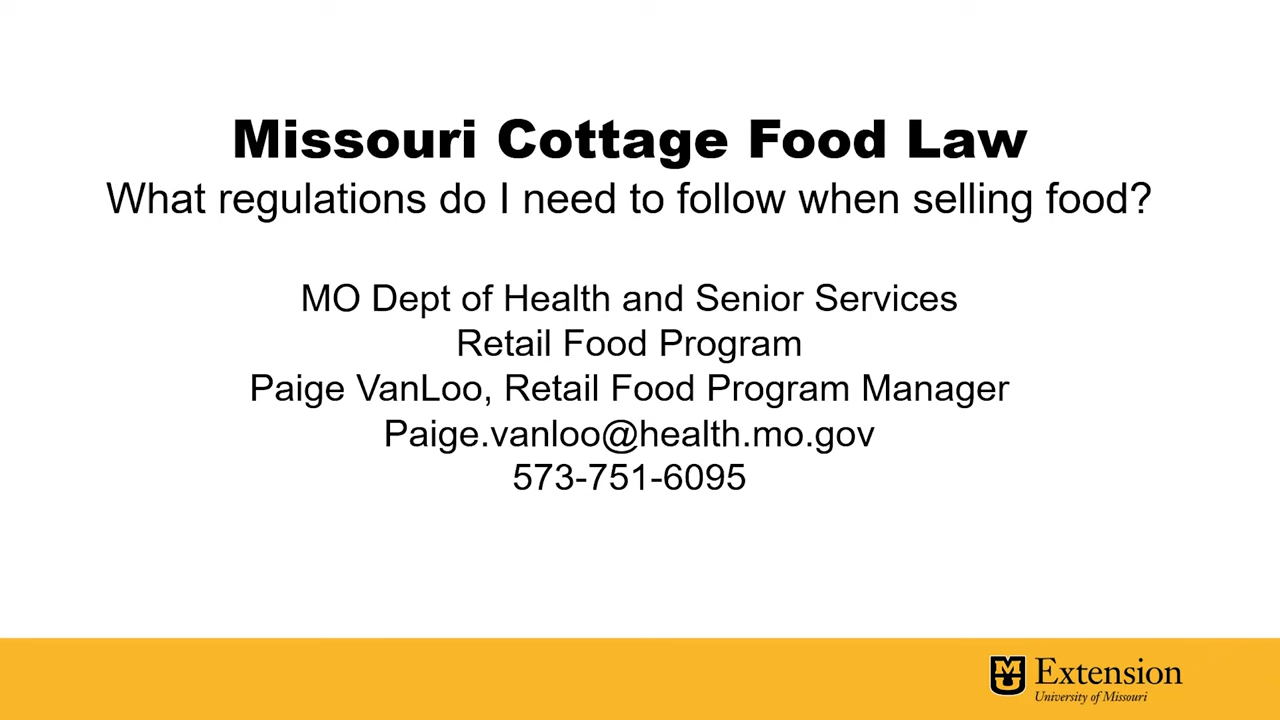 Missouri Cottage Food Law
What regulations do I need to follow when selling food?
MO Dept of Health and Senior Services
Retail Food Program
Paige VanLoo, Retail Food Program Manager
Paige.vanloo@health.mo.gov
573-751-6095
Extension
University of Missouri